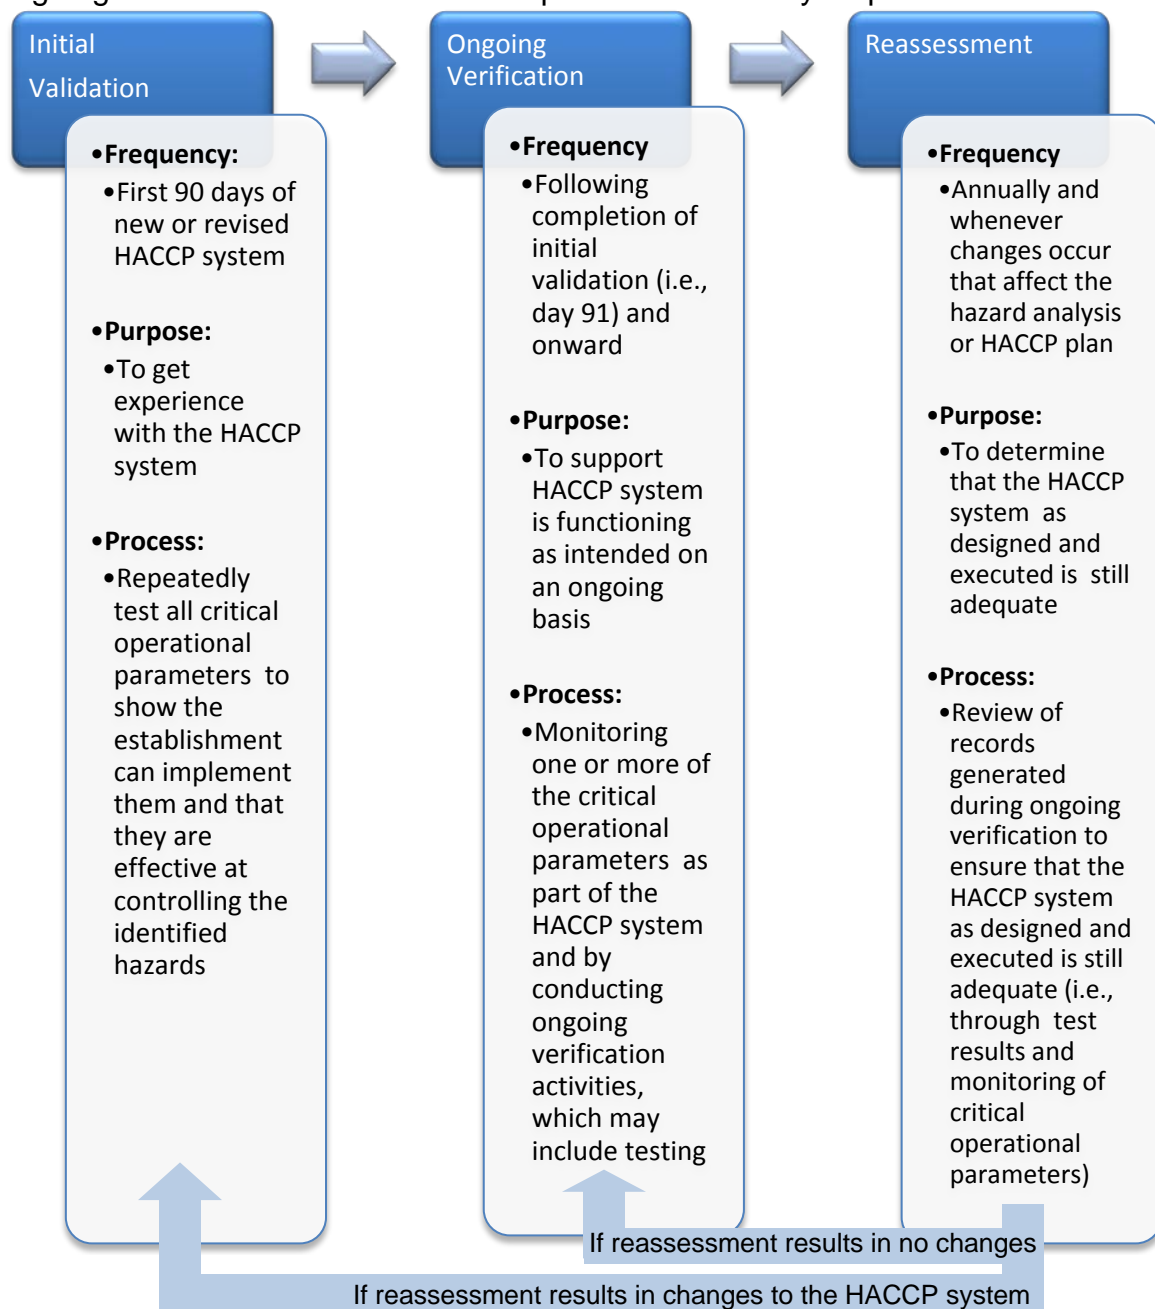 Initial
Validation
•Frequency:
•First 90 days of
new or revised
HACCP system
•Purpose:
•To get
experience
with the HACCP
system
•Process:
•Repeatedly
test all critical
operational
parameters to
show the
establishment
can implement
them and that
they are
effective at
controlling the
identified
hazards
Ongoing
Verification
•Frequency
•Following
completion of
initial
validation (i.e.,
day 91) and
onward
•Purpose:
•To support
HACCP system
is functioning
as intended on
an ongoing
basis
•Process:
•Monitoring
one or more of
the critical
operational
parameters as
part of the
HACCP system
and by
conducting
ongoing
verification
activities,
which may
include testing
Reassessment
•Frequency
•Annually and
whenever
changes occur
that affect the
hazard analysis
or HACCP plan
•Purpose:
•To determine
that the HACCP
system as
designed and
executed is still
adequate
•Process:
•Review of
records
generated
during ongoing
verification to
ensure that the
HACCP system
as designed and
executed is still
adequate (i.e.,
through test
results and
monitoring of
critical
operational
parameters)
If reassessment results in no changes
If reassessment results in changes to the HACCP system